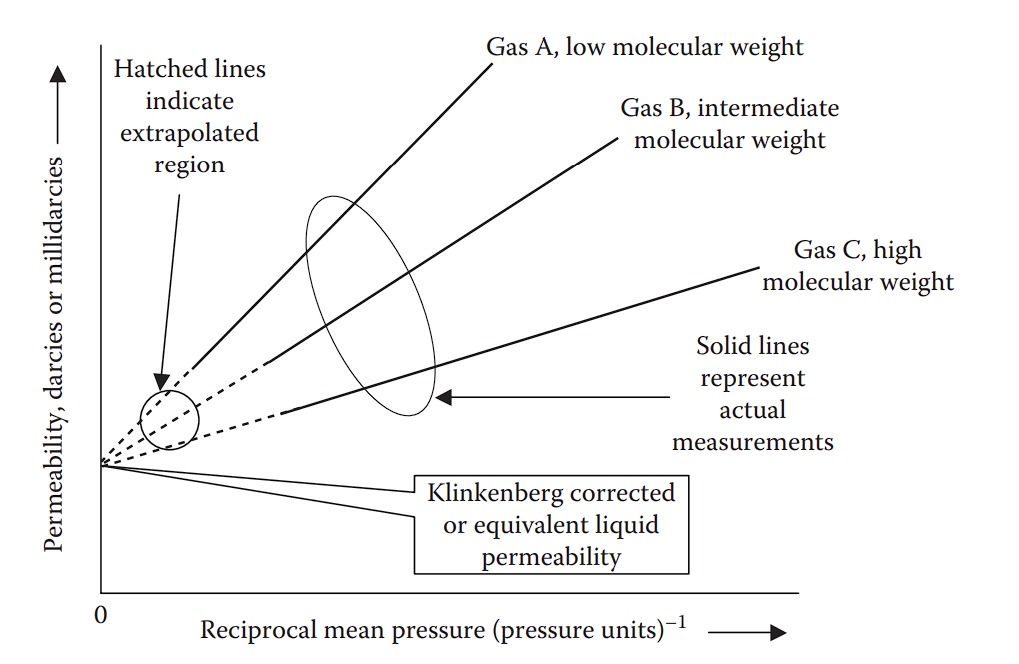 Gas A, low molecular weight
Hatched lines
indicate
extrapolated
region
Gas B, intermediate
molecular weight
Gas C, high
molecular weight
Solid lines
represent
actual
measurements
Klinkenberg corrected
or equivalent liquid
permeability
Permeability, darcies or millidarcies
0
Reciprocal mean pressure (pressure units)⁻¹